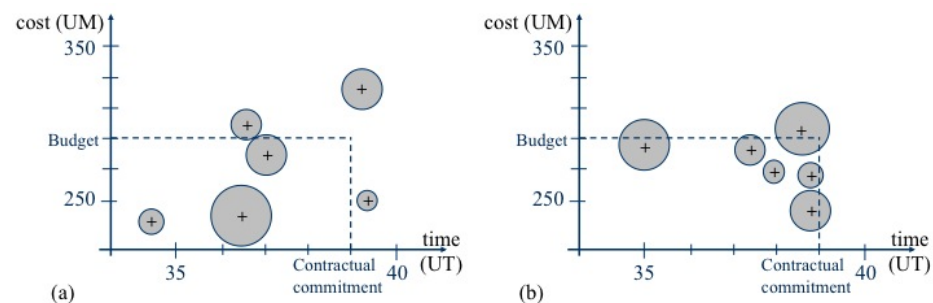 cost (UM)
350
Budget
250
time
(UT)
35
Contractual
commitment
40
(a)
cost (UM)
350
Budget
250
time
(UT)
35
Contractual
commitment
40
(b)